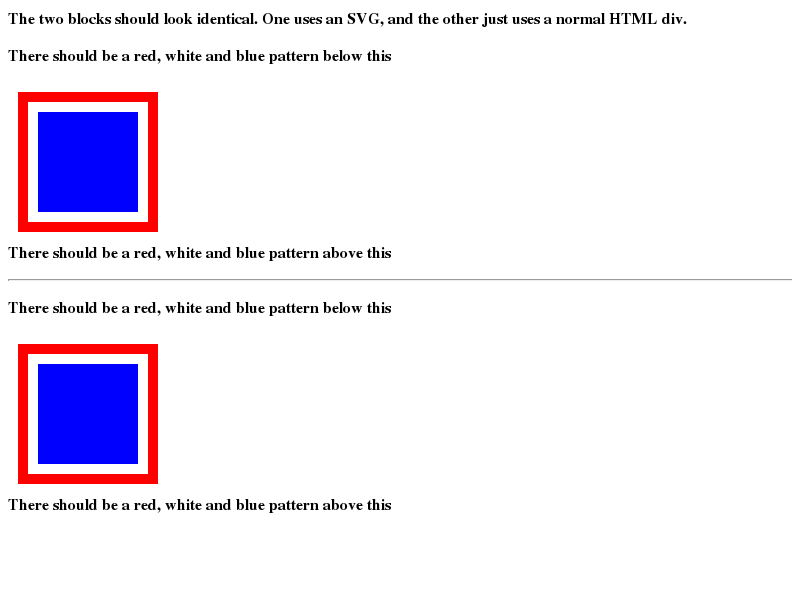 The two blocks should look identical. One uses an SVG, and the other just uses a normal HTML div.
There should be a red, white and blue pattern below this
There should be a red, white and blue pattern above this
There should be a red, white and blue pattern below this
There should be a red, white and blue pattern above this